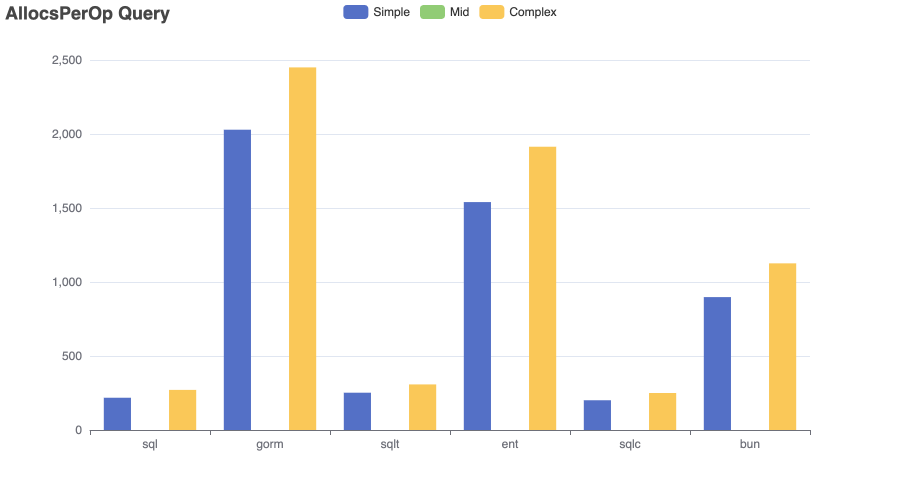 AllocsPerOp Query
Simple Mid Complex
2,500
2,000
1,500
1,000
500
0
sql gorm sqlt ent sqlc bun